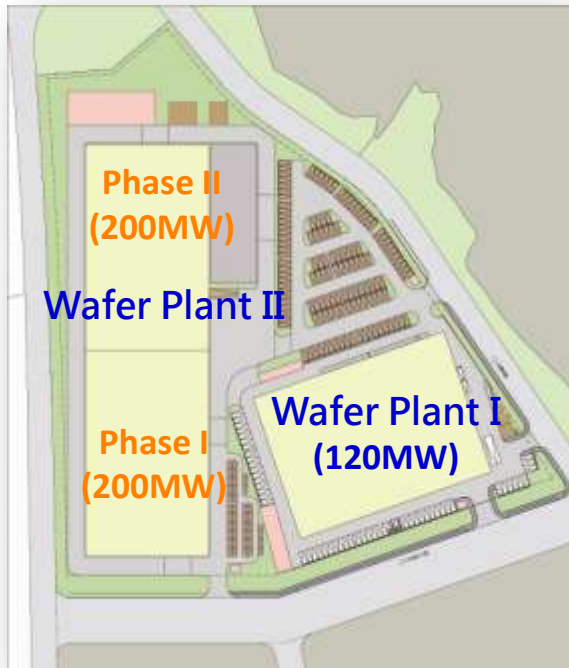 Phase II
(200MW)
Wafer Plant II
Phase I
(200MW)
Wafer Plant I
(120MW)